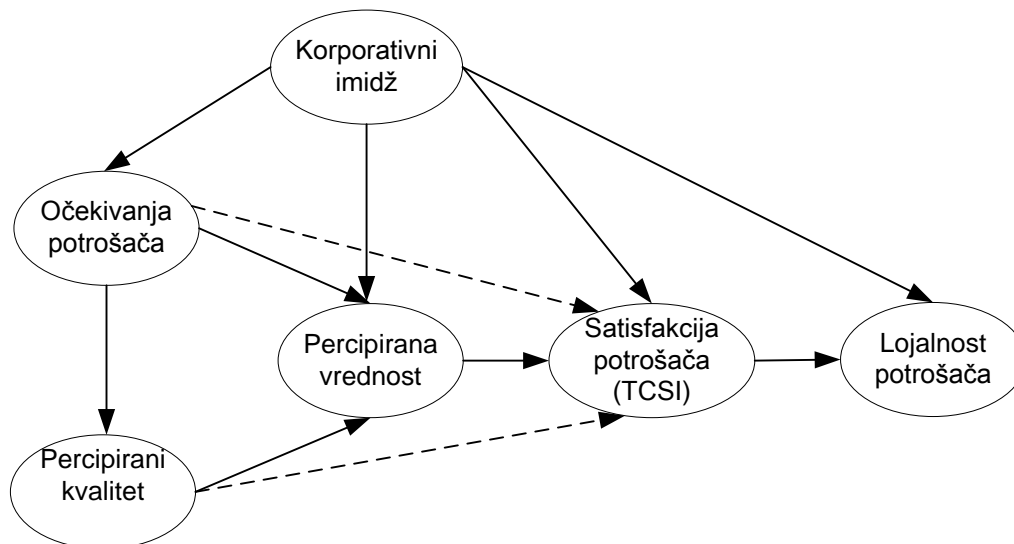 Korporativni
imidž
Očekivanja
potrošača
Percipirana
vrednost
Satisfakcija
potrošača
(TCSI)
Lojalnost
potrošača
Percipirani
kvalitet